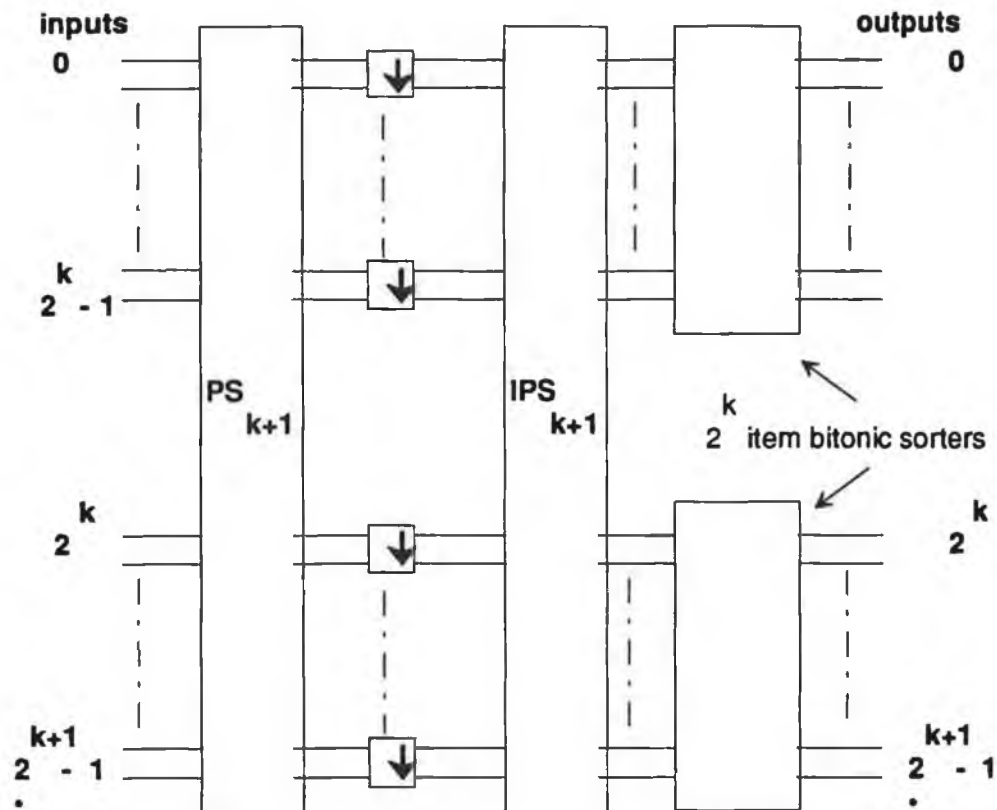 inputs
outputs
0
0
k
2 - 1
PS
k+1
IPS
k+1
k
2 item bitonic sorters
k
2
k
2
k+1
2 - 1
k+1
2 - 1